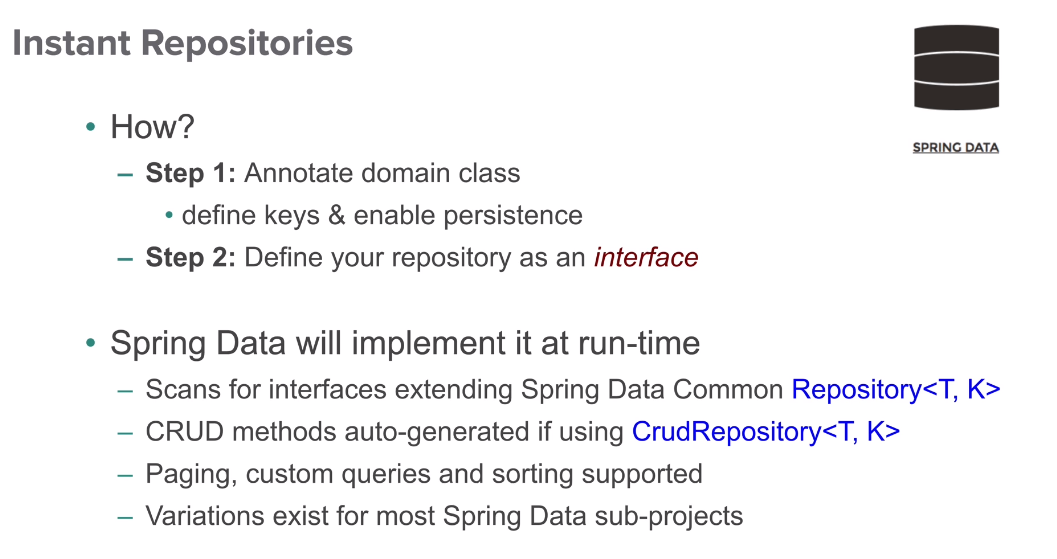 Instant Repositories
SPRING DATA
• How?
– Step 1: Annotate domain class
• define keys & enable persistence
– Step 2: Define your repository as an interface
• Spring Data will implement it at run-time
– Scans for interfaces extending Spring Data Common Repository<T, K>
– CRUD methods auto-generated if using CrudRepository<T, K>
– Paging, custom queries and sorting supported
– Variations exist for most Spring Data sub-projects